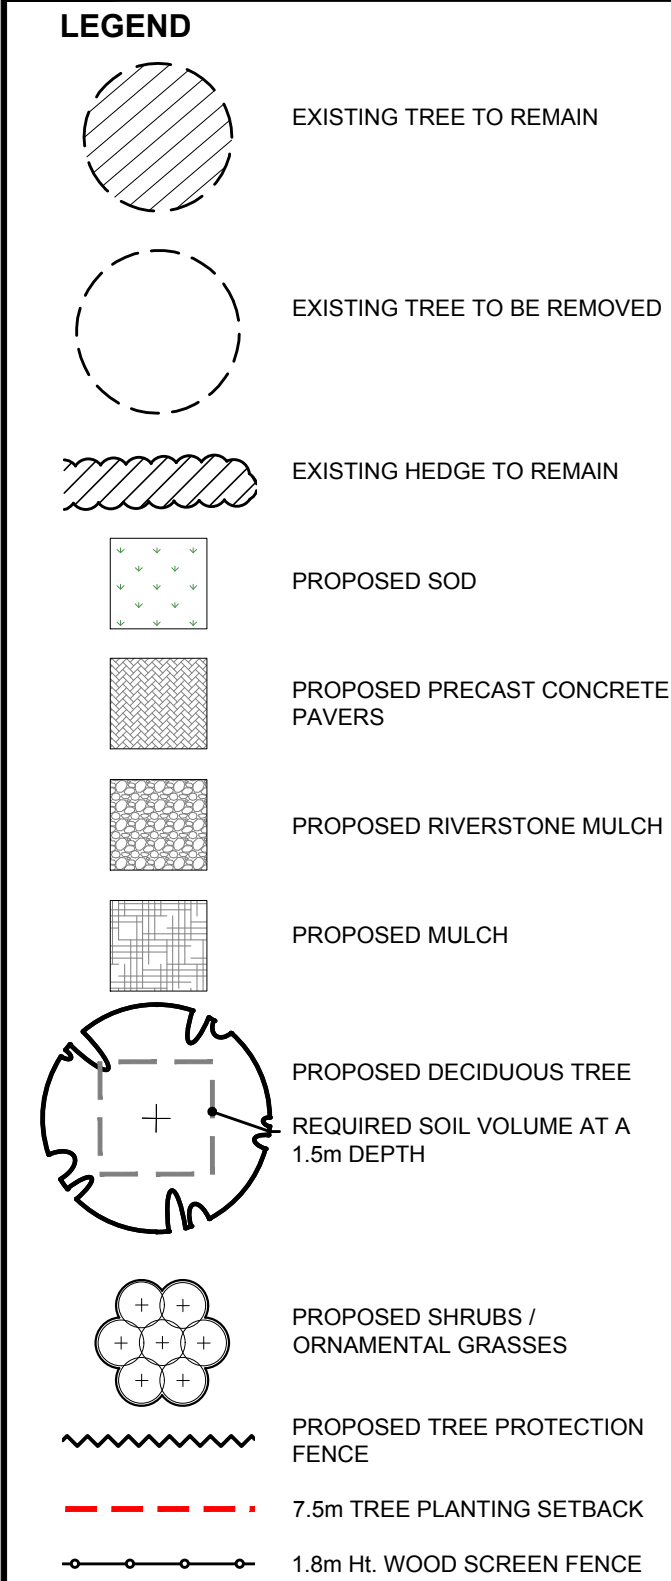 LEGEND
EXISTING TREE TO REMAIN
EXISTING TREE TO BE REMOVED
EXISTING HEDGE TO REMAIN
PROPOSED SOD
PROPOSED PRECAST CONCRETE
PAVERS
PROPOSED RIVERSTONE MULCH
PROPOSED MULCH
PROPOSED DECIDUOUS TREE
REQUIRED SOIL VOLUME AT A
1.5m DEPTH
PROPOSED SHRUBS /
ORNAMENTAL GRASSES
PROPOSED TREE PROTECTION
FENCE
7.5m TREE PLANTING SETBACK
1.8m Ht. WOOD SCREEN FENCE